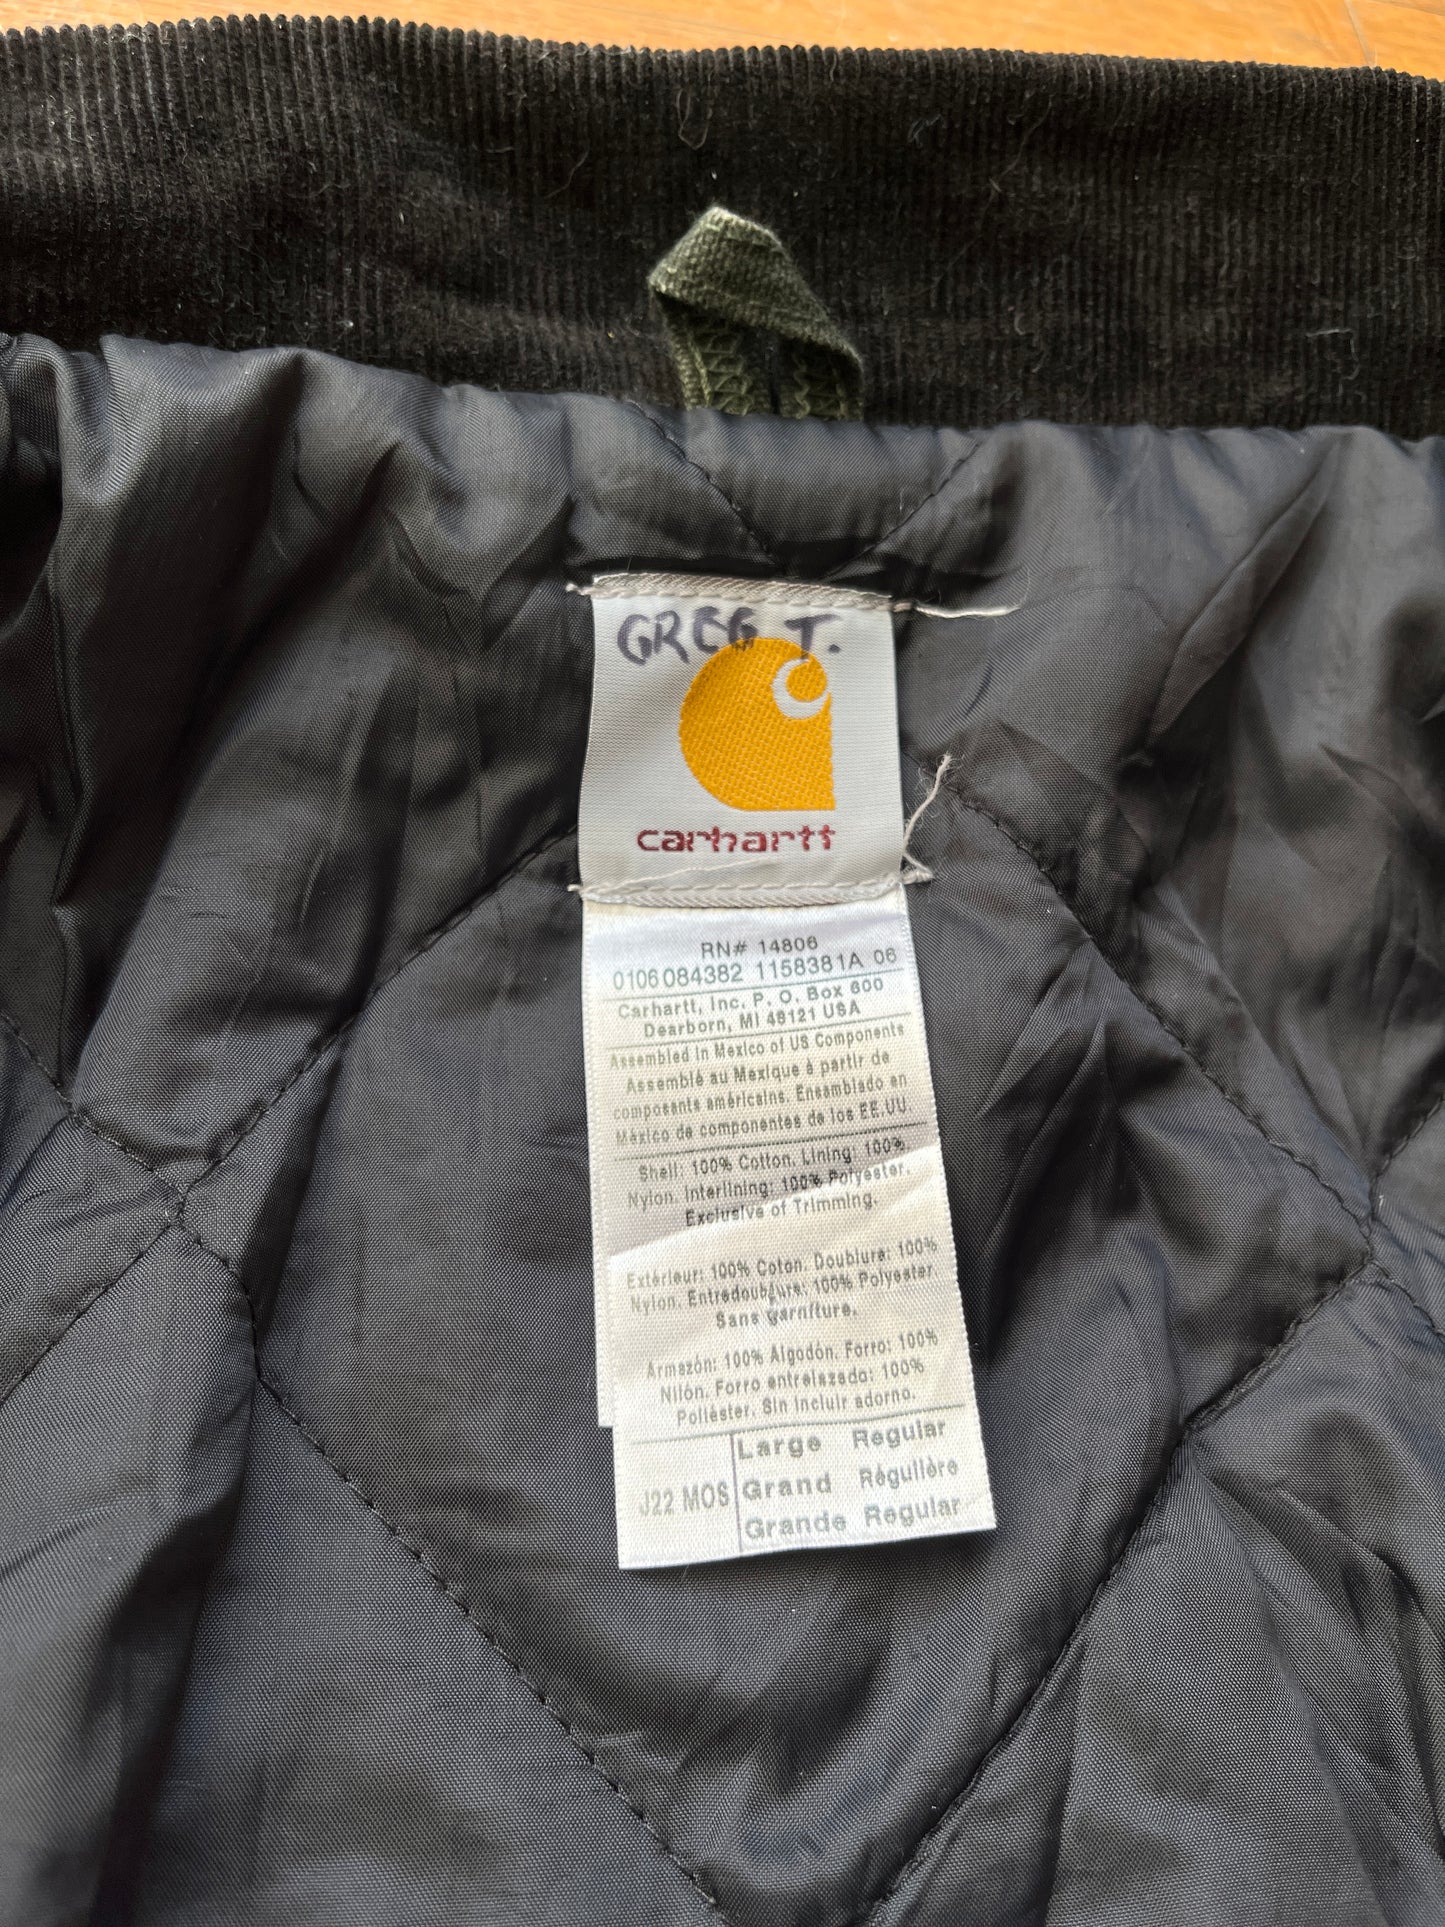 GREG T.
carhartt
RN# 14806
0106084382 1158381A 06
Carhartt, Inc. P. O. Box 600
Dearborn, MI 48121 USA
Assembled in Mexico of US Components
Assemblé au Mexique à partir de
composants américains. Ensamblado en
México de componentes de los EE.UU.
Shell: 100% Cotton. Lining: 100%
Nylon. Interlining: 100% Polyester.
Exclusive of Trimming.
Extérieur: 100% Coton. Doublure: 100%
Nylon. Entredoublure: 100% Polyester.
Sans garniture.
Armazón: 100% Algodón. Forro: 100%
Nilón. Forro entrelazado: 100%
Poliéster. Sin incluir adorno.
Large Regular
J22 MOS Grand Régulière
Grande Regular